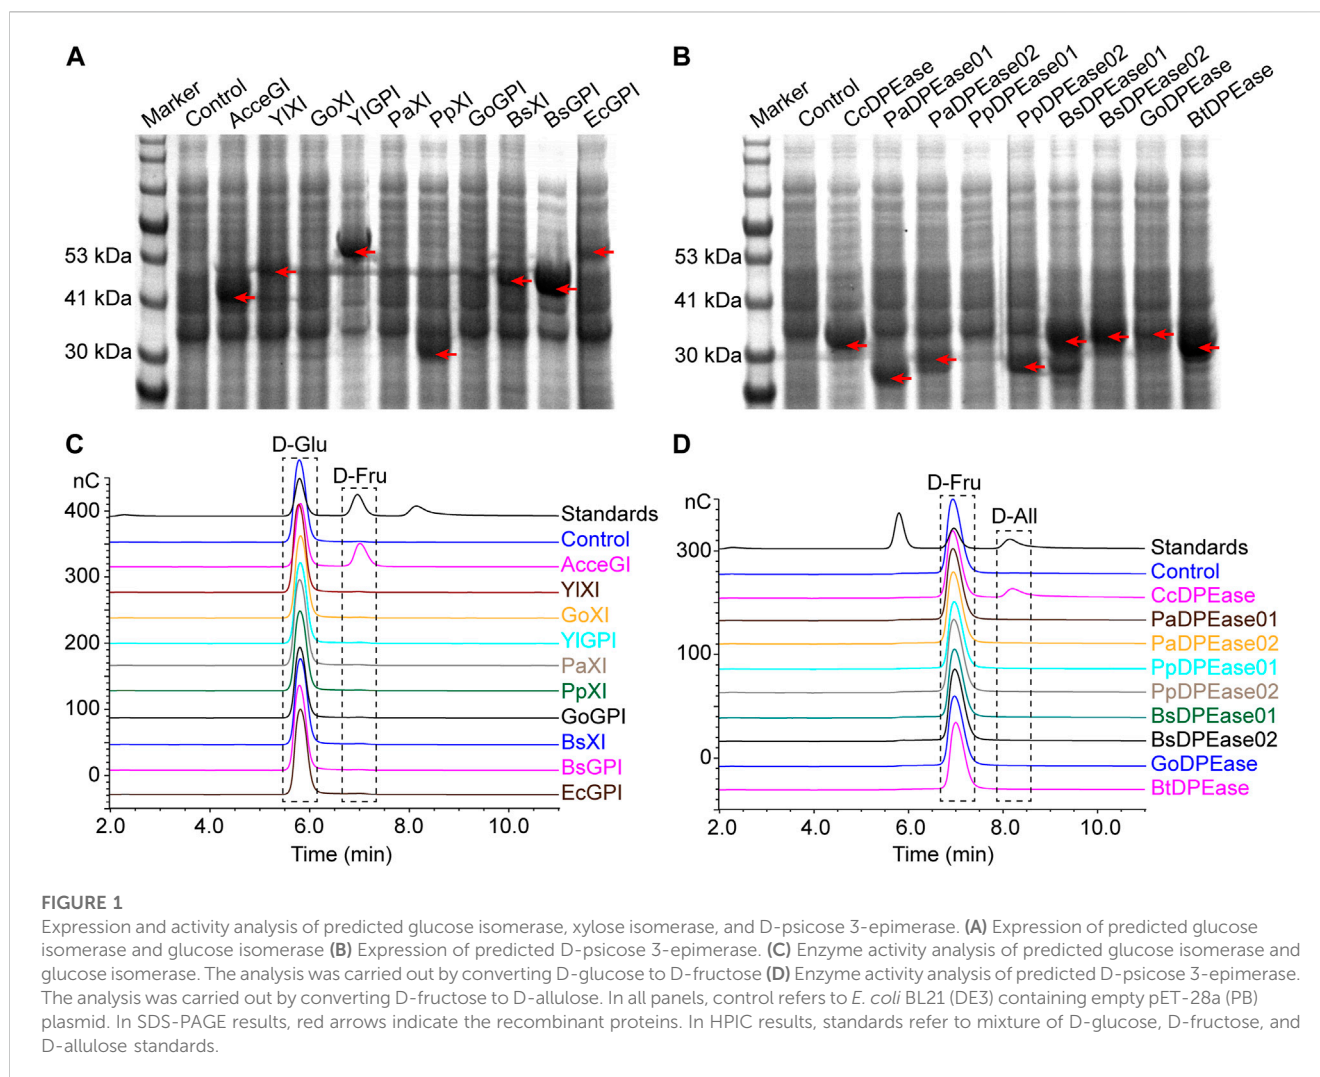 A
Marker
Control
AcceGI
YlXI
GoXI
YlGPI
PaXI
PpXI
GoGPI
BsXI
BsGPI
EcGPI
53 kDa
41 kDa
30 kDa
B
Marker
Control
CcDPEase
PaDPEase01
PaDPEase02
PpDPEase01
PpDPEase02
BsDPEase01
BsDPEase02
GoDPEase
BtDPEase
53 kDa
41 kDa
30 kDa
C
D-Glu
D-Fru
nC
400
300
200
100
0
Standards
Control
AcceGI
YlXI
GoXI
YlGPI
PaXI
PpXI
GoGPI
BsXI
BsGPI
EcGPI
2.0 4.0 6.0 8.0 10.0
Time (min)
D
D-Fru
D-All
nC
300
100
0
Standards
Control
CcDPEase
PaDPEase01
PaDPEase02
PpDPEase01
PpDPEase02
BsDPEase01
BsDPEase02
GoDPEase
BtDPEase
2.0 6.0 8.0 10.0
Time (min)
FIGURE 1
Expression and activity analysis of predicted glucose isomerase, xylose isomerase, and D-psicose 3-epimerase. (A) Expression of predicted glucose
isomerase and glucose isomerase (B) Expression of predicted D-psicose 3-epimerase. (C) Enzyme activity analysis of predicted glucose isomerase and
glucose isomerase. The analysis was carried out by converting D-glucose to D-fructose (D) Enzyme activity analysis of predicted D-psicose 3-epimerase.
The analysis was carried out by converting D-fructose to D-allulose. In all panels, control refers to E. coli BL21 (DE3) containing empty pET-28a (PB)
plasmid. In SDS-PAGE results, red arrows indicate the recombinant proteins. In HPIC results, standards refer to mixture of D-glucose, D-fructose, and
D-allulose standards.